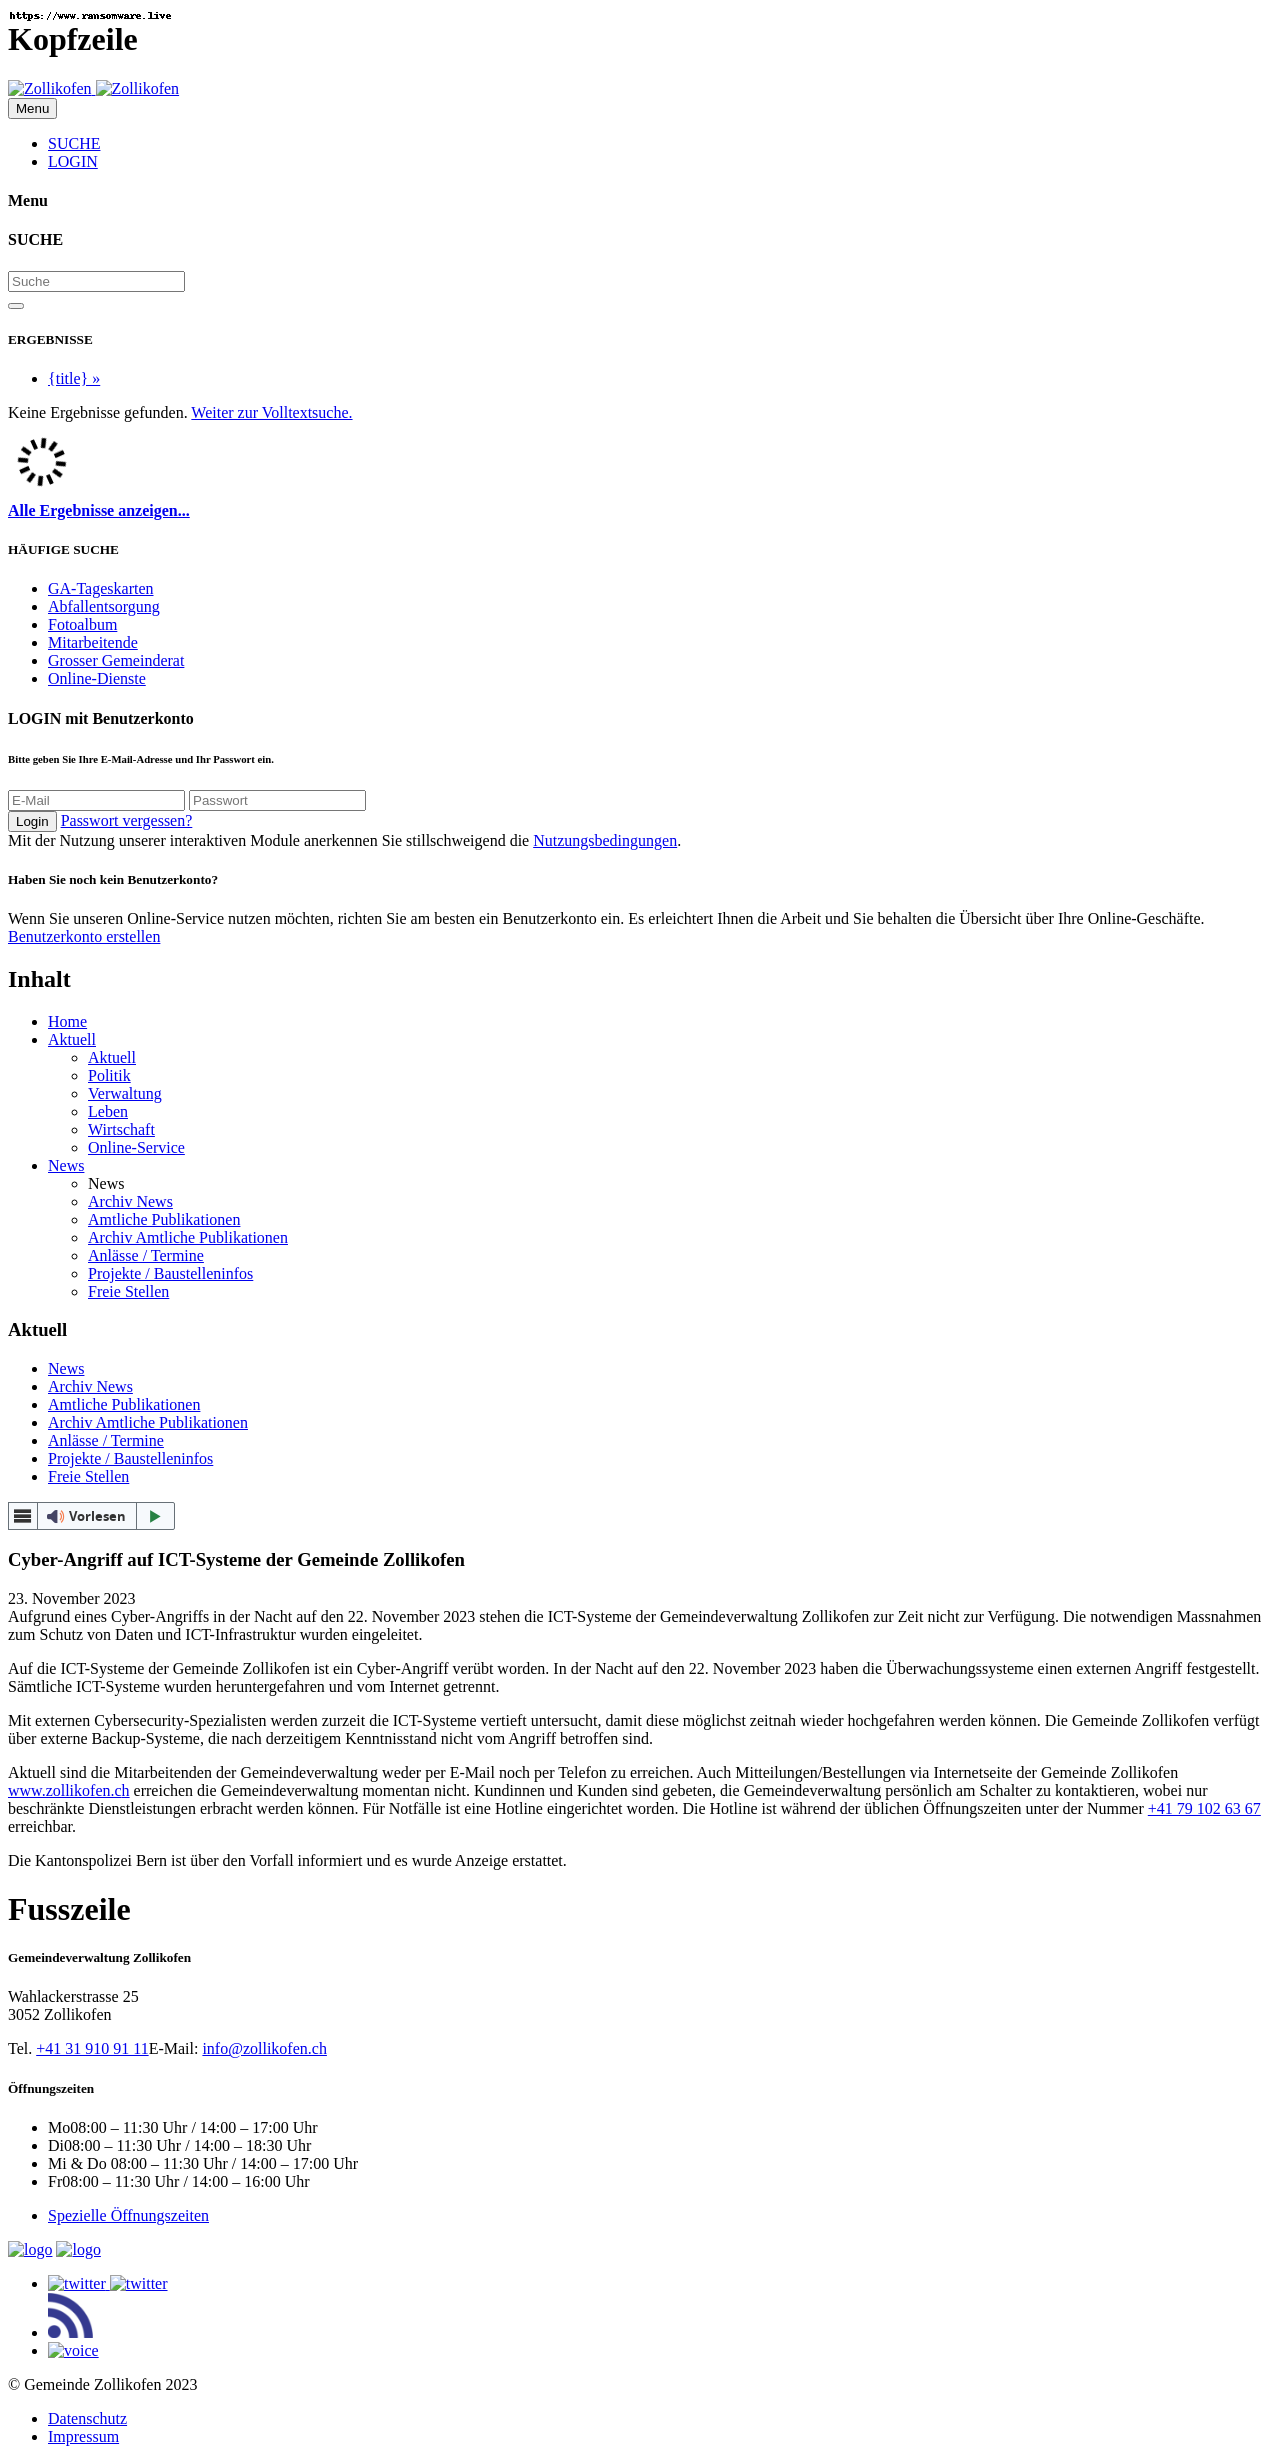 https://www.ransomware.live
Kopfzeile
Zollikofen Zollikofen
Menu
SUCHE
LOGIN
Menu
SUCHE
Suche
ERGEBNISSE
{title} »
Keine Ergebnisse gefunden. Weiter zur Volltextsuche.
Alle Ergebnisse anzeigen...
HÄUFIGE SUCHE
GA-Tageskarten
Abfallentsorgung
Fotoalbum
Mitarbeitende
Grosser Gemeinderat
Online-Dienste
LOGIN mit Benutzerkonto
Bitte geben Sie Ihre E-Mail-Adresse und Ihr Passwort ein.
E-Mail Passwort
Login Passwort vergessen?
Mit der Nutzung unserer interaktiven Module anerkennen Sie stillschweigend die Nutzungsbedingungen.
Haben Sie noch kein Benutzerkonto?
Wenn Sie unseren Online-Service nutzen möchten, richten Sie am besten ein Benutzerkonto ein. Es erleichtert Ihnen die Arbeit und Sie behalten die Übersicht über Ihre Online-Geschäfte.
Benutzerkonto erstellen
Inhalt
Home
Aktuell
Aktuell
Politik
Verwaltung
Leben
Wirtschaft
Online-Service
News
News
Archiv News
Amtliche Publikationen
Archiv Amtliche Publikationen
Anlässe / Termine
Projekte / Baustelleninfos
Freie Stellen
Aktuell
News
Archiv News
Amtliche Publikationen
Archiv Amtliche Publikationen
Anlässe / Termine
Projekte / Baustelleninfos
Freie Stellen
Vorlesen
Cyber-Angriff auf ICT-Systeme der Gemeinde Zollikofen
23. November 2023
Aufgrund eines Cyber-Angriffs in der Nacht auf den 22. November 2023 stehen die ICT-Systeme der Gemeindeverwaltung Zollikofen zur Zeit nicht zur Verfügung. Die notwendigen Massnahmen
zum Schutz von Daten und ICT-Infrastruktur wurden eingeleitet.
Auf die ICT-Systeme der Gemeinde Zollikofen ist ein Cyber-Angriff verübt worden. In der Nacht auf den 22. November 2023 haben die Überwachungssysteme einen externen Angriff festgestellt.
Sämtliche ICT-Systeme wurden heruntergefahren und vom Internet getrennt.
Mit externen Cybersecurity-Spezialisten werden zurzeit die ICT-Systeme vertieft untersucht, damit diese möglichst zeitnah wieder hochgefahren werden können. Die Gemeinde Zollikofen verfügt
über externe Backup-Systeme, die nach derzeitigem Kenntnisstand nicht vom Angriff betroffen sind.
Aktuell sind die Mitarbeitenden der Gemeindeverwaltung weder per E-Mail noch per Telefon zu erreichen. Auch Mitteilungen/Bestellungen via Internetseite der Gemeinde Zollikofen
www.zollikofen.ch erreichen die Gemeindeverwaltung momentan nicht. Kundinnen und Kunden sind gebeten, die Gemeindeverwaltung persönlich am Schalter zu kontaktieren, wobei nur
beschränkte Dienstleistungen erbracht werden können. Für Notfälle ist eine Hotline eingerichtet worden. Die Hotline ist während der üblichen Öffnungszeiten unter der Nummer +41 79 102 63 67
erreichbar.
Die Kantonspolizei Bern ist über den Vorfall informiert und es wurde Anzeige erstattet.
Fusszeile
Gemeindeverwaltung Zollikofen
Wahlackerstrasse 25
3052 Zollikofen
Tel. +41 31 910 91 11E-Mail: info@zollikofen.ch
Öffnungszeiten
Mo08:00 – 11:30 Uhr / 14:00 – 17:00 Uhr
Di08:00 – 11:30 Uhr / 14:00 – 18:30 Uhr
Mi & Do 08:00 – 11:30 Uhr / 14:00 – 17:00 Uhr
Fr08:00 – 11:30 Uhr / 14:00 – 16:00 Uhr
Spezielle Öffnungszeiten
logo logo
twitter twitter
voice
© Gemeinde Zollikofen 2023
Datenschutz
Impressum